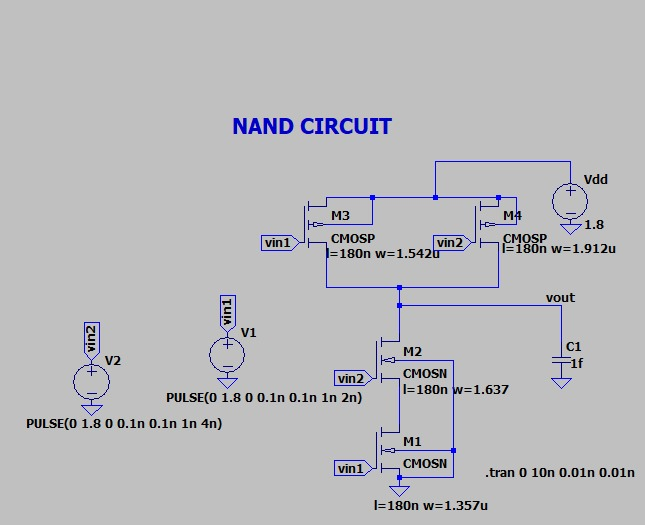 NAND CIRCUIT
Vdd
1.8
M3
M4
vin1
CMOSP
l=180n w=1.542u
vin2
CMOSP
l=180n w=1.912u
vout
vin2
V2
vin1
V1
PULSE(0 1.8 0 0.1n 0.1n 1n 2n)
PULSE(0 1.8 0 0.1n 0.1n 1n 4n)
M2
vin2
CMOSN
l=180n w=1.637
C1
1f
M1
vin1
CMOSN
l=180n w=1.357u
.tran 0 10n 0.01n 0.01n